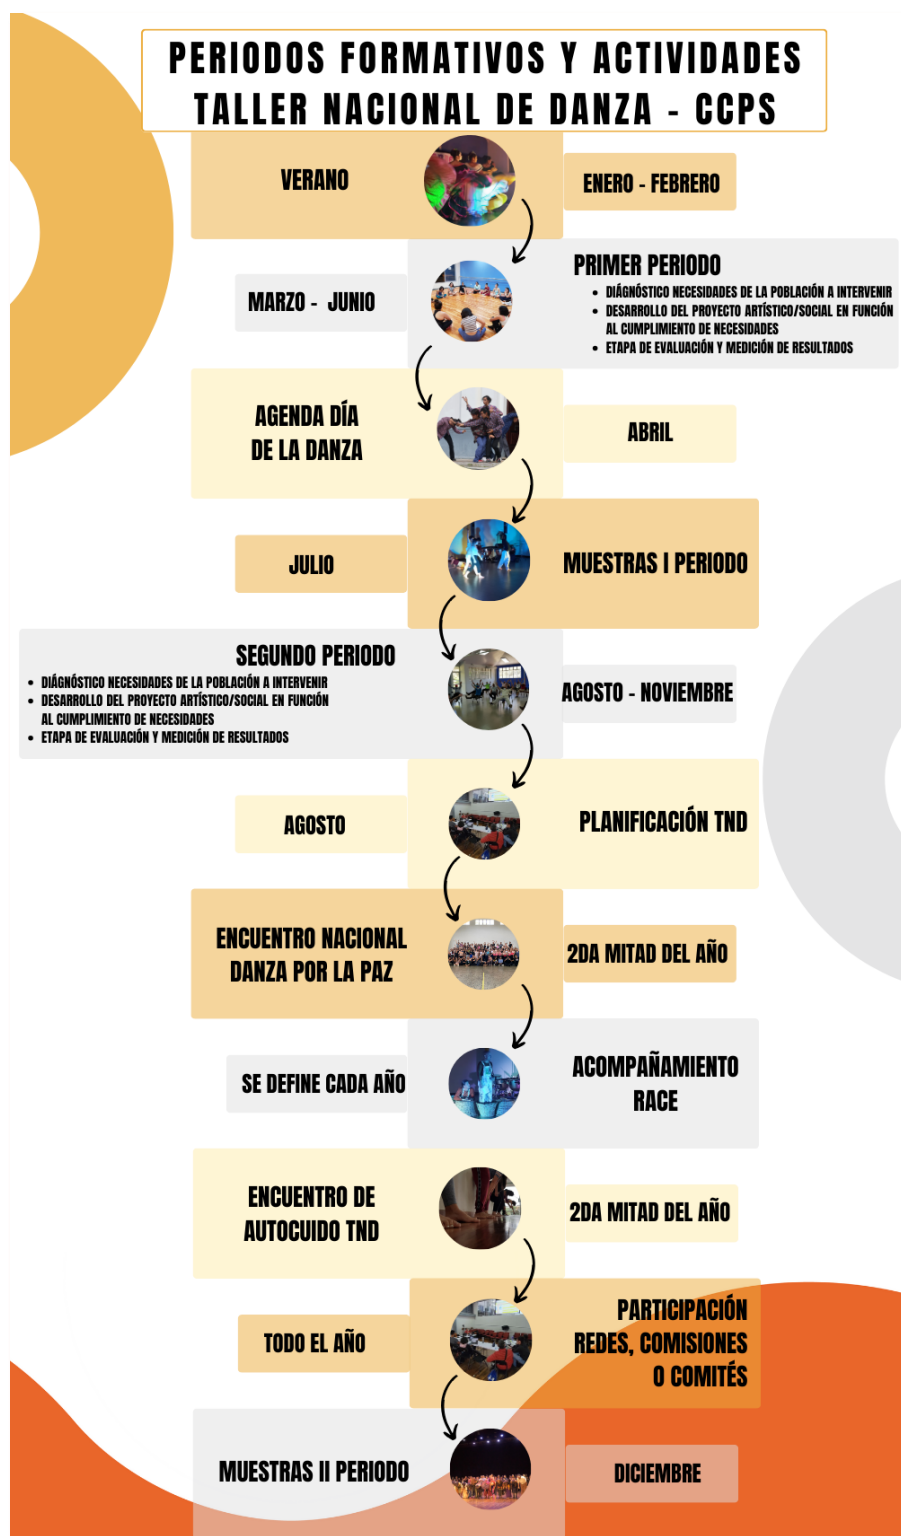 PERIODOS FORMATIVOS Y ACTIVIDADES
TALLER NACIONAL DE DANZA - CCPS
VERANO
ENERO - FEBRERO
MARZO - JUNIO
PRIMER PERIODO
• DIÁGNÓSTICO NECESIDADES DE LA POBLACIÓN A INTERVENIR
• DESARROLLO DEL PROYECTO ARTÍSTICO/SOCIAL EN FUNCIÓN
AL CUMPLIMIENTO DE NECESIDADES
• ETAPA DE EVALUACIÓN Y MEDICIÓN DE RESULTADOS
AGENDA DÍA
DE LA DANZA
ABRIL
JULIO
MUESTRAS I PERIODO
SEGUNDO PERIODO
• DIÁGNÓSTICO NECESIDADES DE LA POBLACIÓN A INTERVENIR
• DESARROLLO DEL PROYECTO ARTÍSTICO/SOCIAL EN FUNCIÓN
AL CUMPLIMIENTO DE NECESIDADES
• ETAPA DE EVALUACIÓN Y MEDICIÓN DE RESULTADOS
AGOSTO - NOVIEMBRE
AGOSTO
PLANIFICACIÓN TND
ENCUENTRO NACIONAL
DANZA POR LA PAZ
2DA MITAD DEL AÑO
SE DEFINE CADA AÑO
ACOMPAÑAMIENTO
RACE
ENCUENTRO DE
AUTOCUIDO TND
2DA MITAD DEL AÑO
TODO EL AÑO
PARTICIPACIÓN
REDES, COMISIONES
O COMITÉS
MUESTRAS II PERIODO
DICIEMBRE